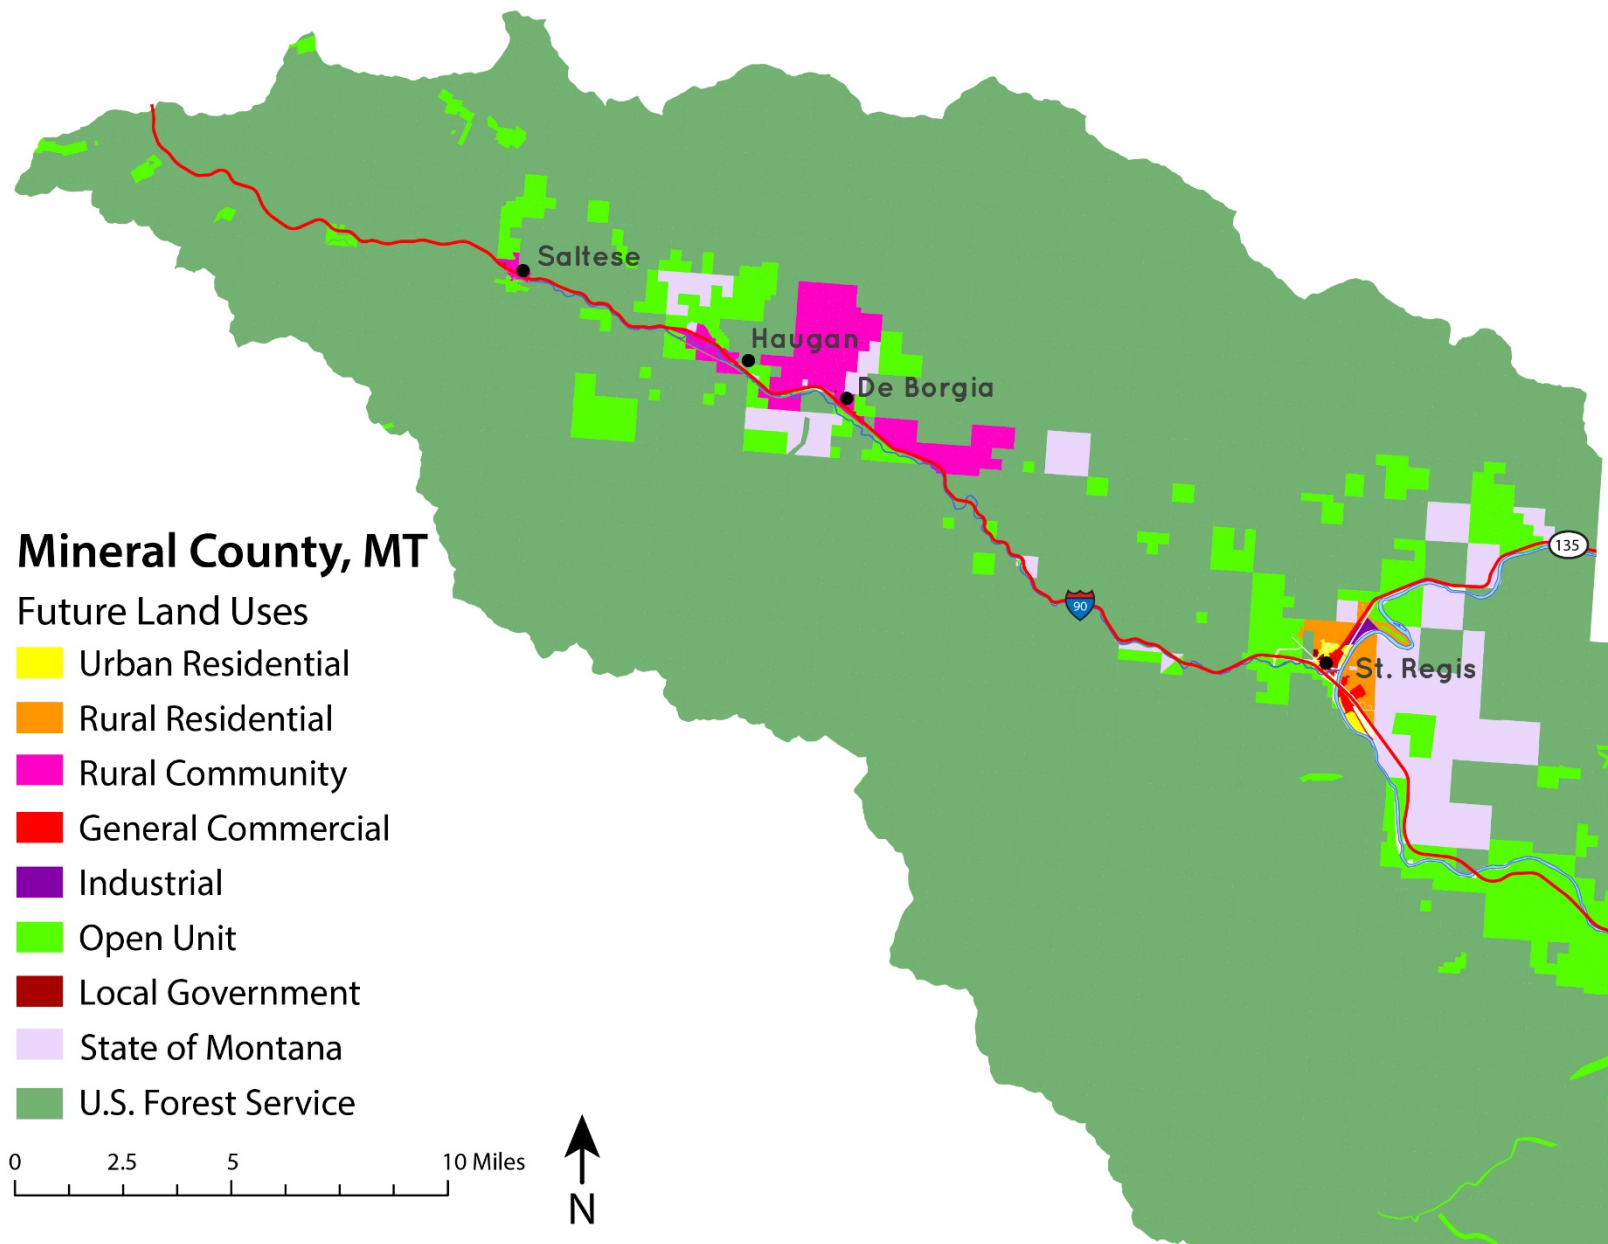 Saltese
Haugan
De Borgia
135
90
St. Regis
Mineral County, MT
Future Land Uses
Urban Residential
Rural Residential
Rural Community
General Commercial
Industrial
Open Unit
Local Government
State of Montana
U.S. Forest Service
0 2.5 5 10 Miles
N